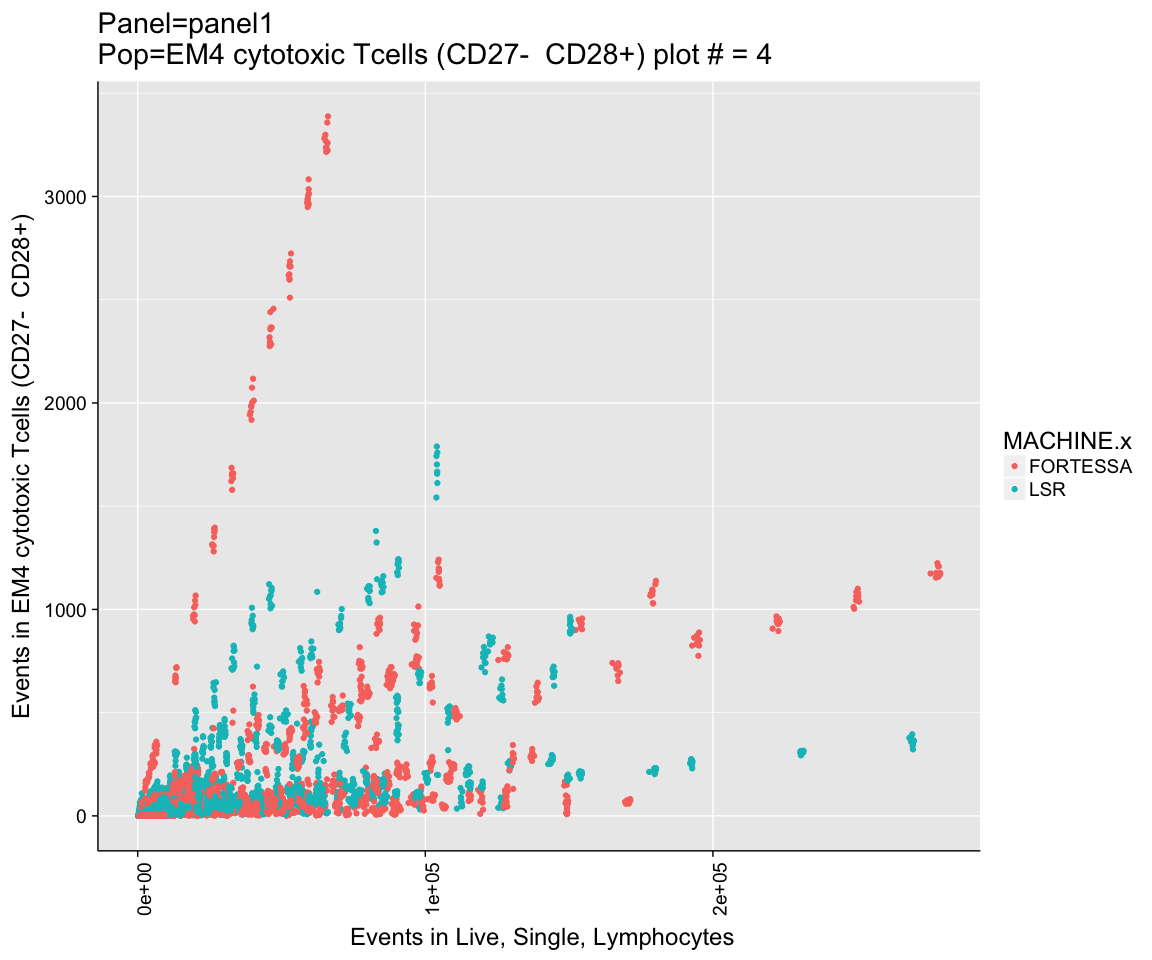 Panel=panel1
Pop=EM4 cytotoxic Tcells (CD27-  CD28+) plot # = 4
Events in EM4 cytotoxic Tcells (CD27-  CD28+)
3000
2000
1000
0
0e+00
1e+05
2e+05
Events in Live, Single, Lymphocytes
MACHINE.x
FORTESSA
LSR